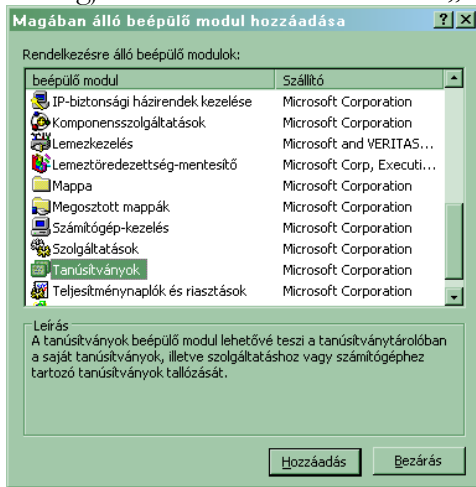 Magában álló beépülő modul hozzáadása
Rendelkezésre álló beépülő modulok:
beépülő modul Szállító
IP-biztonsági házirendek kezelése Microsoft Corporation
Komponensszolgáltatások Microsoft Corporation
Lemezkezelés Microsoft and VERITAS...
Lemeztöredezettség-mentesítő Microsoft Corp, Executi...
Mappa Microsoft Corporation
Megosztott mappák Microsoft Corporation
Számítógép-kezelés Microsoft Corporation
Szolgáltatások Microsoft Corporation
Tanúsítványok Microsoft Corporation
Teljesítménynaplók és riasztások Microsoft Corporation
Leírás
A tanúsítványok beépülő modul lehetővé teszi a tanúsítványtárolóban
a saját tanúsítványok, illetve szolgáltatáshoz vagy számítógéphez
tartozó tanúsítványok tallózását.
Hozzáadás Bezárás